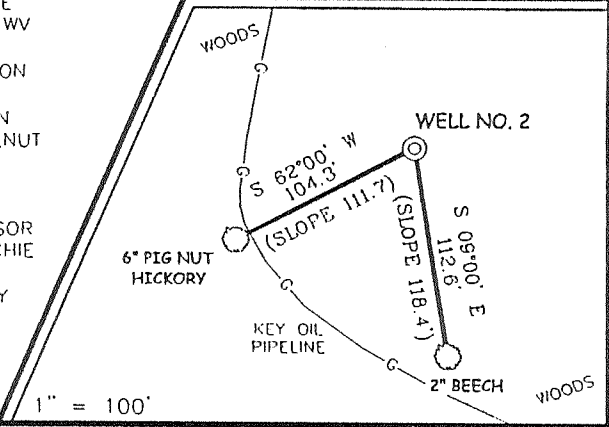 E
WV
ON
N
NUT
SOR
CHIE
Y
WOODS
G
G
WELL NO. 2
S 62°00' W
104.3'
(SLOPE 111.7')
6" PIG NUT
HICKORY
S 09°00' E
112.6'
(SLOPE 118.4')
G
KEY OIL
PIPELINE
G
2" BEECH
WOODS
1" = 100'